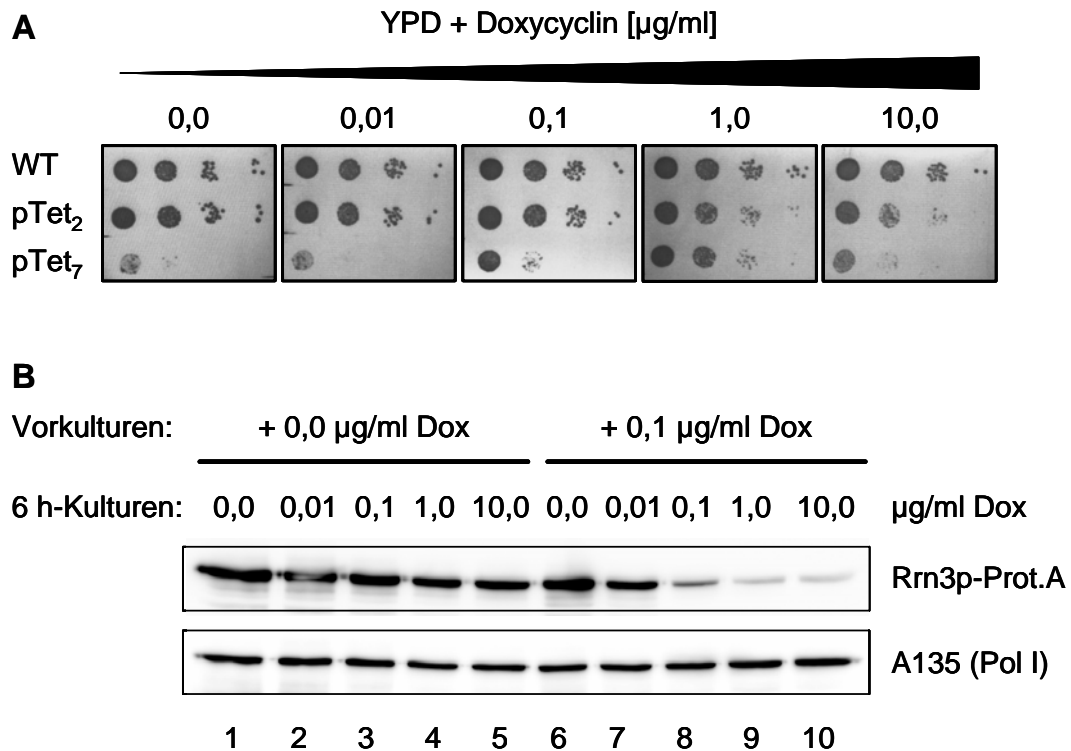 A
YPD + Doxycyclin [µg/ml]
0,0 0,01 0,1 1,0 10,0
WT
pTet2
pTet7
B
Vorkulturen: + 0,0 µg/ml Dox + 0,1 µg/ml Dox
6 h-Kulturen: 0,0 0,01 0,1 1,0 10,0 0,0 0,01 0,1 1,0 10,0 µg/ml Dox
Rrn3p-Prot.A
A135 (Pol I)
1 2 3 4 5 6 7 8 9 10